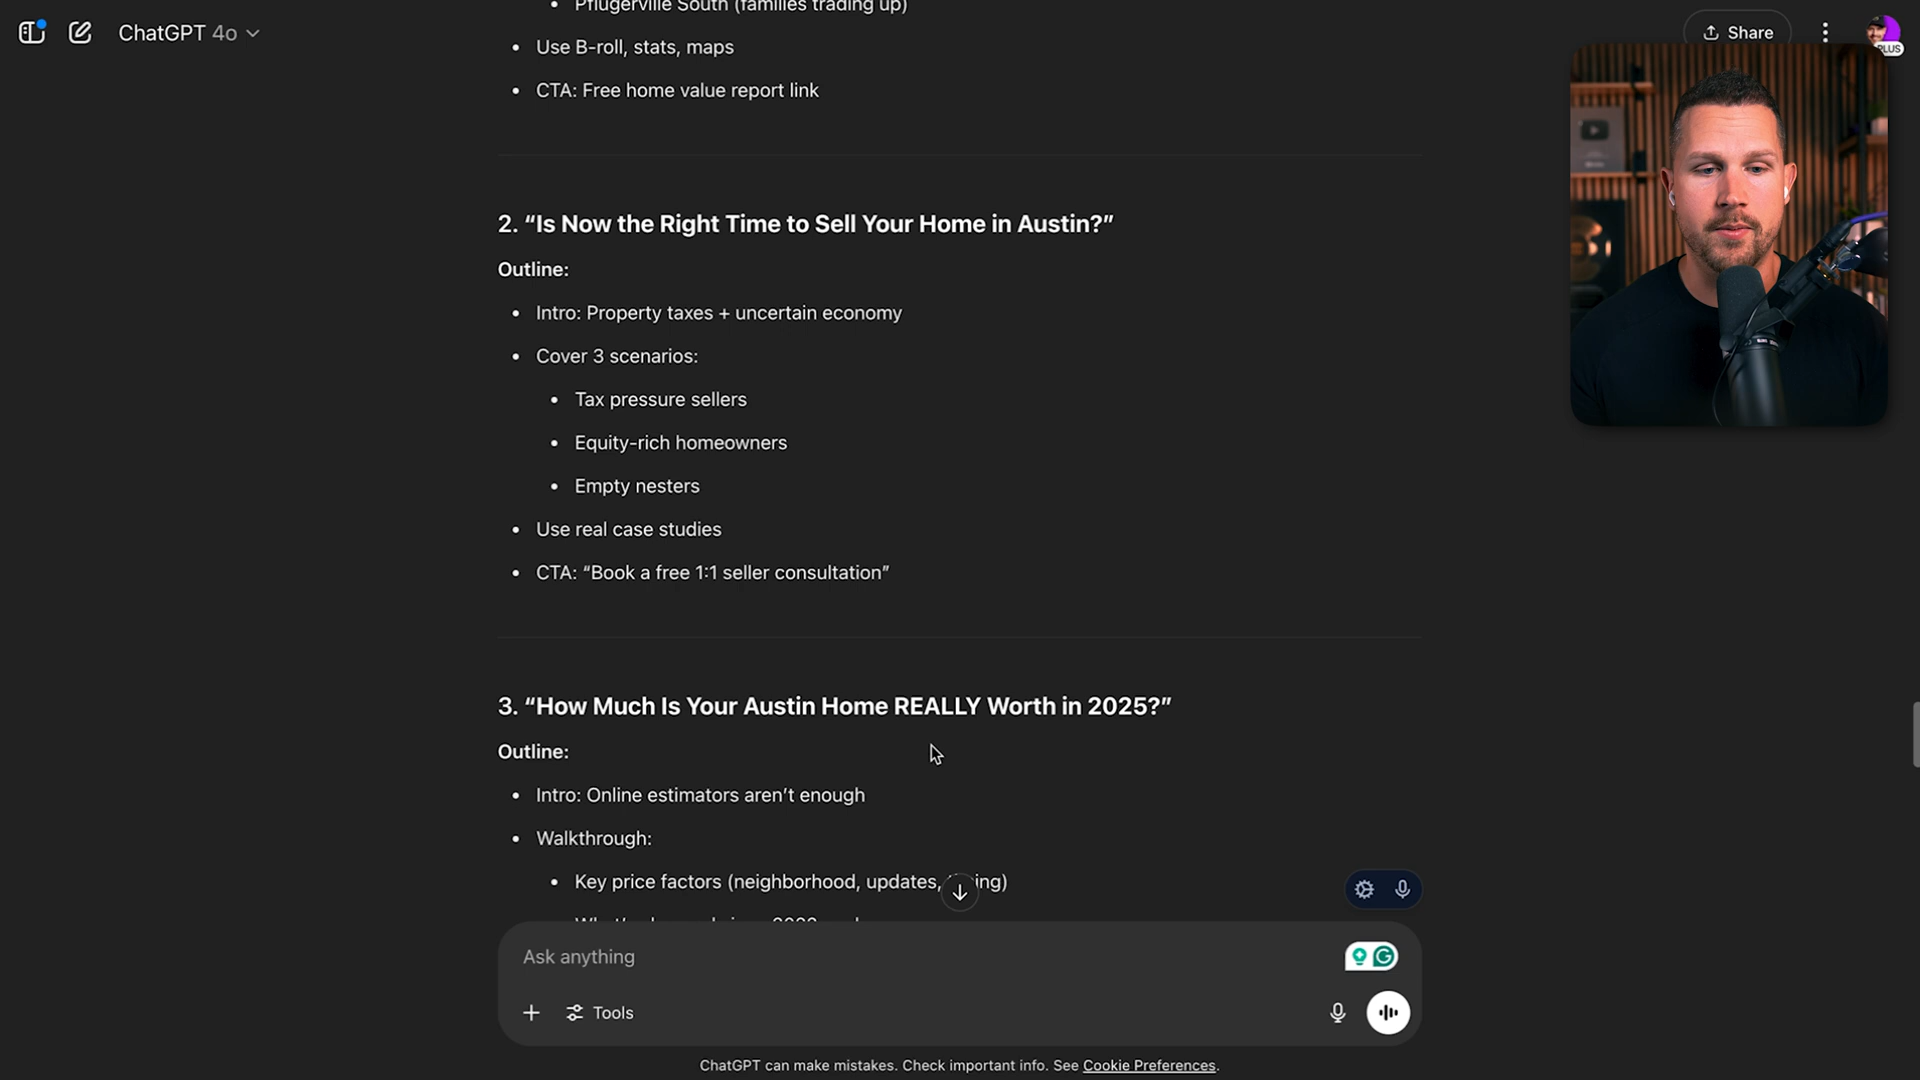 Pflugerville South (families trading up)
ChatGPT 4o
Share
PLUS
Use B-roll, stats, maps
CTA: Free home value report link
2. “Is Now the Right Time to Sell Your Home in Austin?”
Outline:
Intro: Property taxes + uncertain economy
Cover 3 scenarios:
Tax pressure sellers
Equity-rich homeowners
Empty nesters
Use real case studies
CTA: “Book a free 1:1 seller consultation”
3. “How Much Is Your Austin Home REALLY Worth in 2025?”
Outline:
Intro: Online estimators aren’t enough
Walkthrough:
Key price factors (neighborhood, updates,
Ask anything
Tools
ChatGPT can make mistakes. Check important info. See Cookie Preferences.